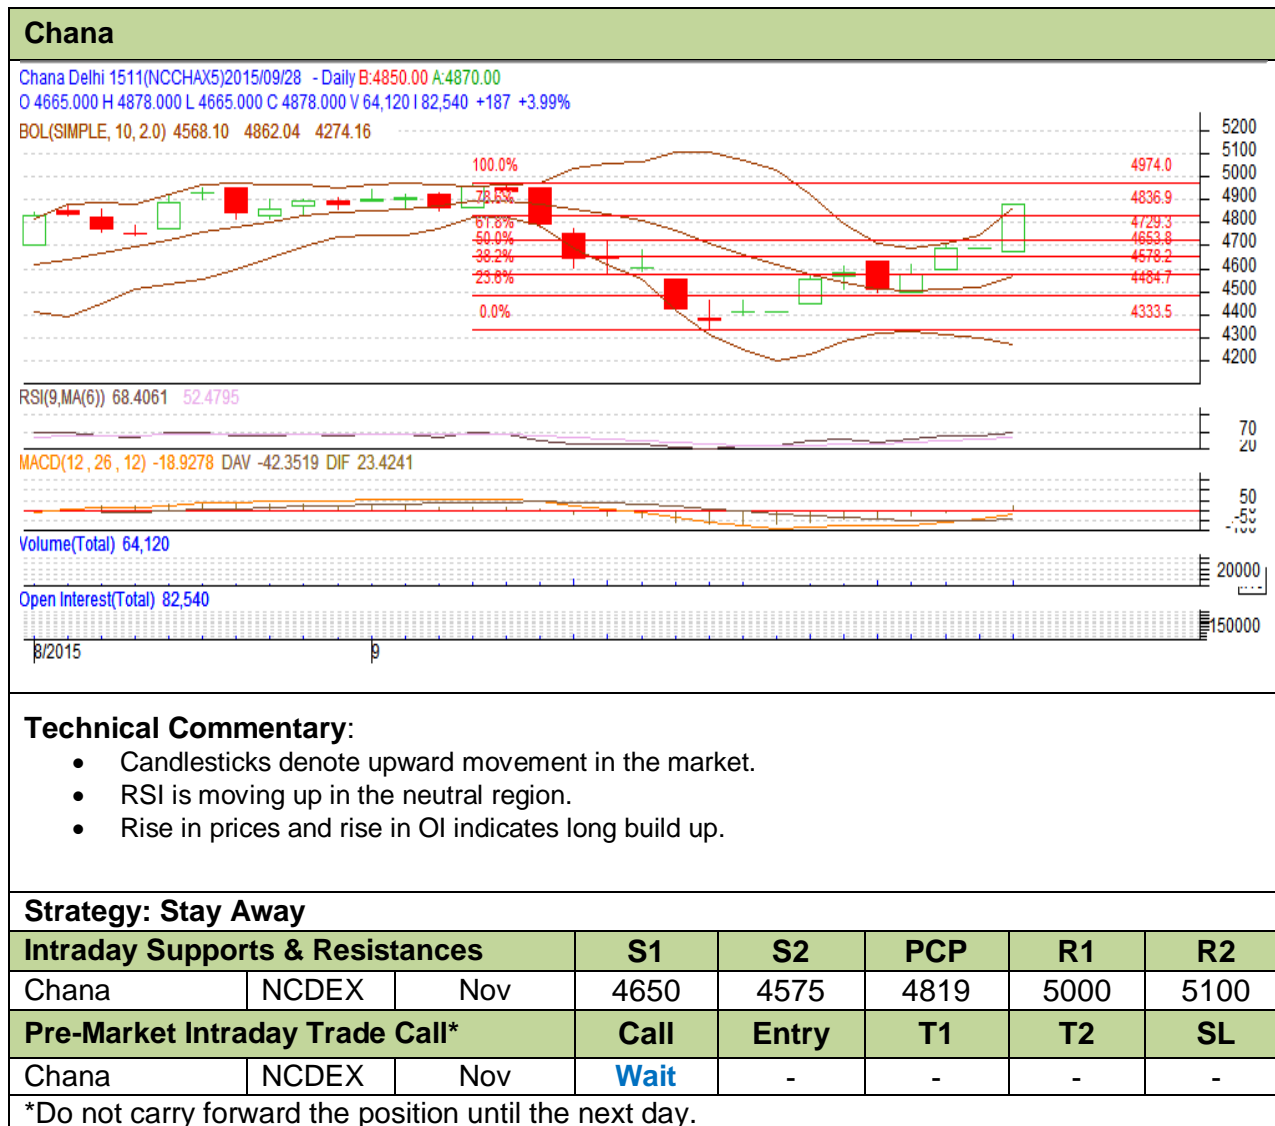 Chana
Chana Delhi 1511(NCCHAX5)2015/09/28 - Daily B:4850.00 A:4870.00
O 4665.000 H 4878.000 L 4665.000 C 4878.000 V 64,120 I 82,540 +187 +3.99%
BOL(SIMPLE, 10, 2.0) 4568.10 4862.04 4274.16
5200
5100
5000
4900
4800
4700
4600
4500
4400
4300
4200
100.0% 4974.0
78.6% 4836.9
61.8% 4729.3
50.0% 4653.8
38.2% 4578.2
23.6% 4484.7
0.0% 4333.5
RSI(9,MA(6)) 68.4061 52.4795
70
20
MACD(12 , 26 , 12) -18.9278 DAV -42.3519 DIF 23.4241
50
Volume(Total) 64,120
20000
Open Interest(Total) 82,540
150000
8/2015 9
Technical Commentary:
• Candlesticks denote upward movement in the market.
• RSI is moving up in the neutral region.
• Rise in prices and rise in OI indicates long build up.
Strategy: Stay Away
Intraday Supports & Resistances S1 S2 PCP R1 R2
Chana NCDEX Nov 4650 4575 4819 5000 5100
Pre-Market Intraday Trade Call* Call Entry T1 T2 SL
Chana NCDEX Nov Wait - - - -
*Do not carry forward the position until the next day.